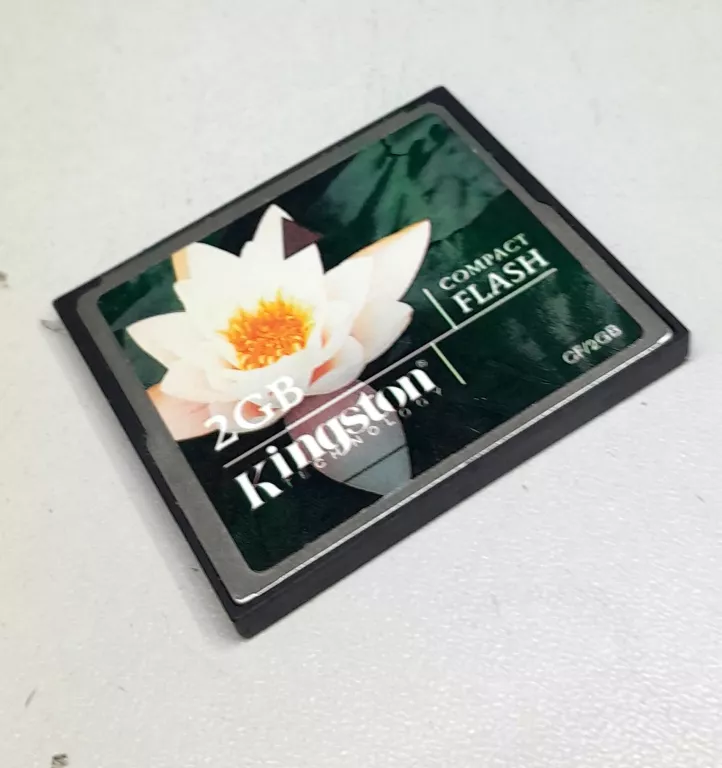 COMPACT
FLASH
CF/2GB
2GB
Kingston®
TECHNOLOGY